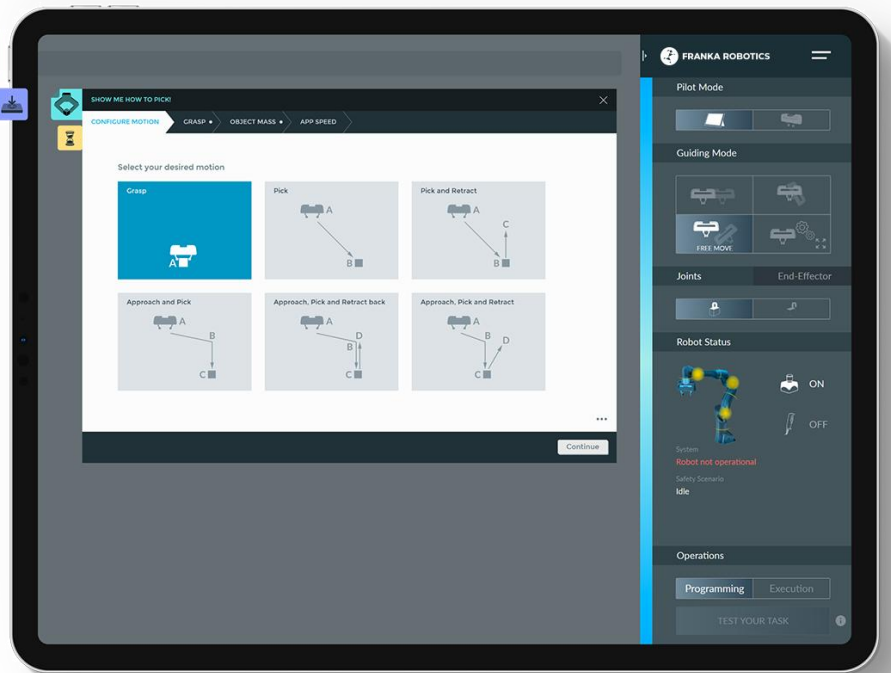 FRANKA ROBOTICS
Pilot Mode
SHOW ME HOW TO PICK!
CONFIGURE MOTION
GRASP
OBJECT MASS
APP SPEED
Guiding Mode
Select your desired motion
Grasp
A
Pick
A
B
Pick and Retract
A
C
B
FREE MOVE
Joints
End-Effector
Approach and Pick
A
B
C
Approach, Pick and Retract back
A
D
B
C
Approach, Pick and Retract
A
B
D
C
Robot Status
ON
OFF
Continue
System
Robot not operational
Safety Scenario
Idle
Operations
Programming
Execution
TEST YOUR TASK